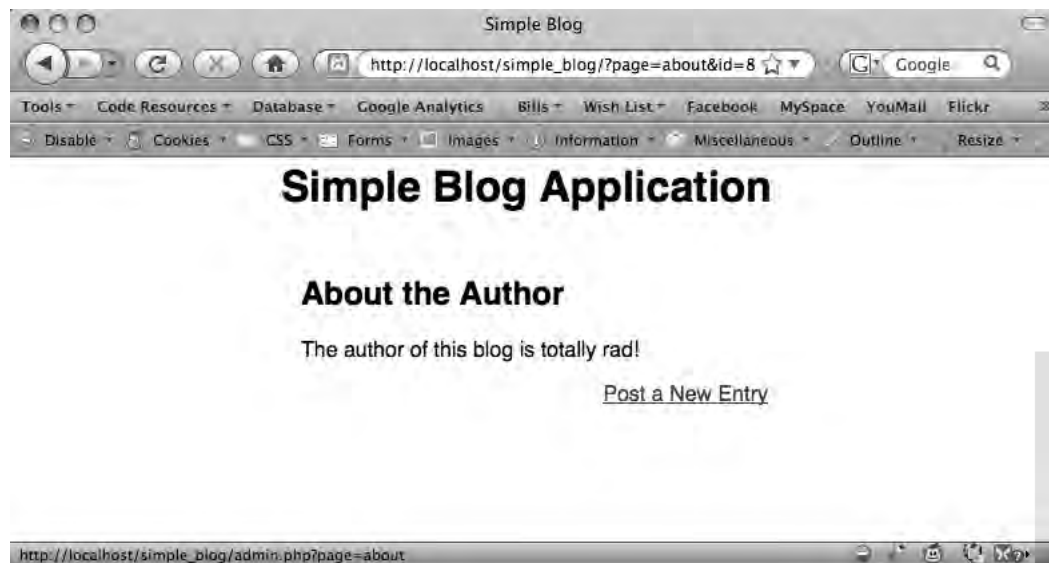 Simple Blog
http://localhost/simple_blog/?page=about&id=8
Google
Tools Code Resources Database Google Analytics Bills Wish List Facebook MySpace YouMail Flickr »
Disable Cookies CSS Forms Images Information Miscellaneous Outline Resize
Simple Blog Application
About the Author
The author of this blog is totally rad!
Post a New Entry
http://localhost/simple_blog/admin.php?page=about